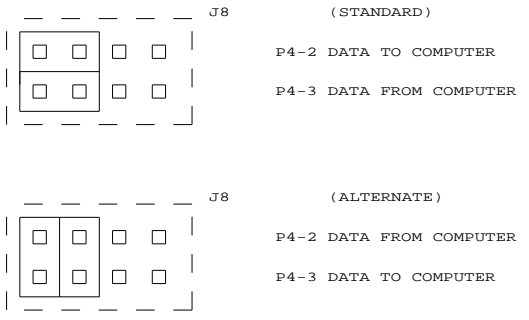 J8 (STANDARD)
P4-2 DATA TO COMPUTER
P4-3 DATA FROM COMPUTER
J8 (ALTERNATE)
P4-2 DATA FROM COMPUTER
P4-3 DATA TO COMPUTER